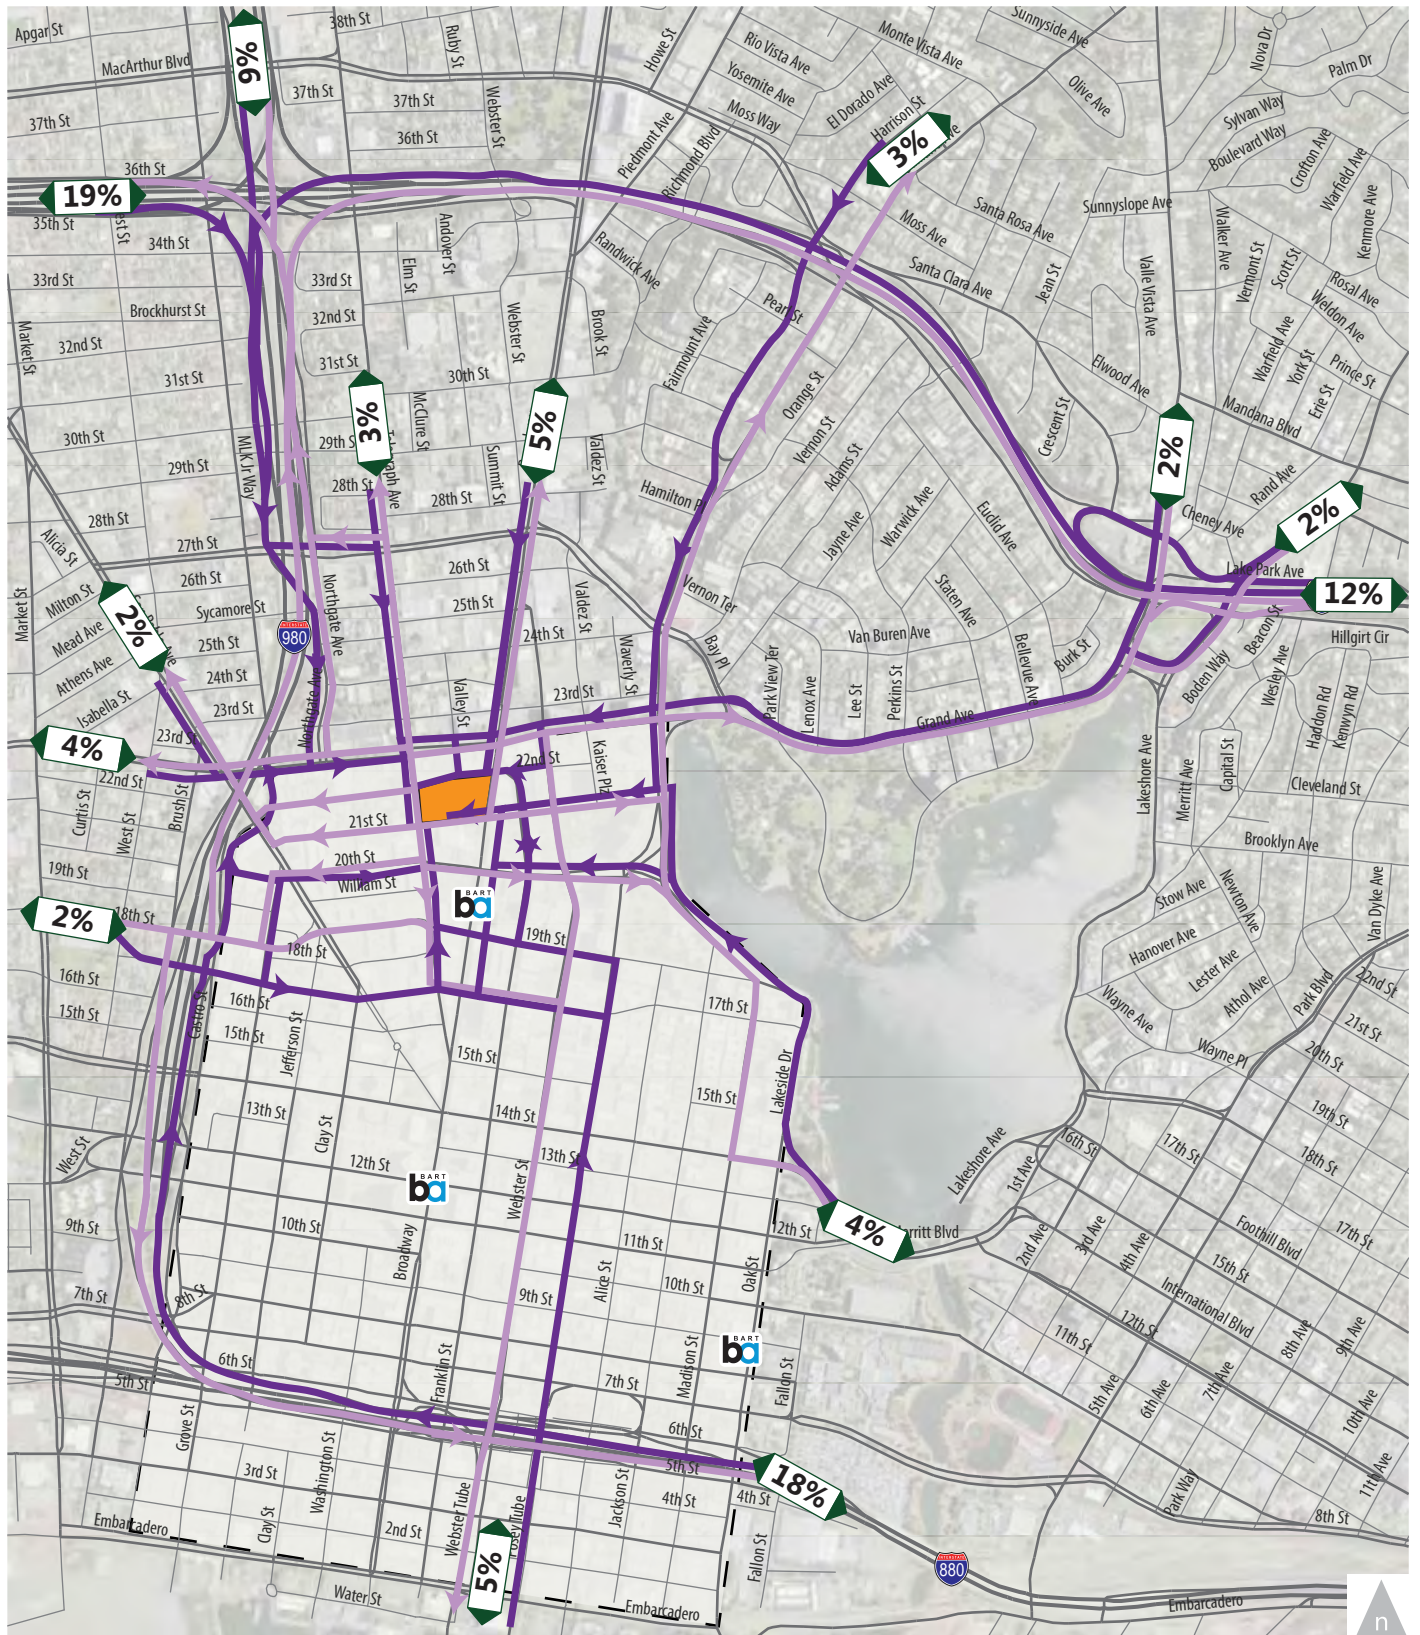 Apgar St
38th St
MacArthur Blvd
Ruby St
Howe St
Rio Vista Ave
Monte Vista Ave
Sunnyside Ave
Nova Dr
Palm Dr
9%
37th St
37th St
Webster St
Yosemite Ave
El Dorado Ave
Olive Ave
Moss Way
Harrison St
Sylvan Way
37th St
36th St
Piedmont Ave
Richmond Blvd
3%
Boulevard Way
Crofton Ave
Warfield Ave
36th St
19%
Kenmore Ave
35th St
34th St
Andover St
Moss Ave
Santa Rosa Ave
Sunnyslope Ave
Walker Ave
Randwick Ave
Santa Clara Ave
Jean St
Valle Vista Ave
Vermont St
Scott St
Rosal Ave
33rd St
33rd St
Elm St
Brockhurst St
32nd St
Webster St
Brook St
Pearl St
Weldon Ave
Market St
32nd St
31st St
Fairmount Ave
Elwood Ave
Warfield Ave
York St
Prince St
31st St
30th St
Orange St
Erie St
3%
McClure St
5%
Crescent St
Mandana Blvd
30th St
MLK Jr Way
29th St
Summit St
Valdez St
Vernon St
Adams St
2%
29th St
28th St
28th St
Hamilton Pl
Warwick Ave
Euclid Ave
Rand Ave
28th St
Jayne Ave
Cheney Ave
2%
Alicia St
27th St
26th St
Lake Park Ave
26th St
Northgate Ave
25th St
Valdez St
Vernon Ter
Staten Ave
12%
Milton St
Market St
Sycamore St
980
24th St
Waverly St
Bay Pl
Van Buren Ave
Bellevue Ave
Burk St
Beacon St
Hillgirt Cir
Mead Ave
2%
25th St
Athens Ave
24th St
Valley St
23rd St
Park View Ter
Lenox Ave
Lee St
Perkins St
Boden Way
Wesley Ave
Haddon Rd
Kenwyn Rd
Isabella St
23rd St
Northgate Ave
Grand Ave
23rd St
4%
22nd St
22nd St
Kaiser Plz
Lakeshore Ave
Merritt Ave
Capital St
Cleveland St
Curtis St
West St
Brush St
21st St
Brooklyn Ave
19th St
20th St
William St
BART
ba
Stow Ave
Newton Ave
Van Dyke Ave
2%
18th St
18th St
19th St
Hanover Ave
Lester Ave
16th St
16th St
17th St
Wayne Ave
Athol Ave
Park Blvd
22nd St
15th St
Castro St
15th St
Jefferson St
15th St
21st St
Wayne Pl
20th St
Lakeside Dr
13th St
14th St
15th St
19th St
Clay St
West St
12th St
13th St
16th St
17th St
18th St
BART
ba
Webster St
Lakeshore Ave
1st Ave
9th St
10th St
Broadway
11th St
12th St
4%
2nd Ave
3rd Ave
4th Ave
Foothill Blvd
17th St
15th St
10th St
Oak St
7th St
8th St
9th St
Alice St
International Blvd
12th St
BART
ba
11th St
8th Ave
9th Ave
6th St
Franklin St
Madison St
Fallon St
7th St
5th St
5th Ave
6th Ave
7th Ave
10th Ave
Grove St
6th St
3rd St
Washington St
5th St
18%
11th Ave
Jackson St
4th St
4th St
Park Way
8th St
Embarcadero
Clay St
2nd St
Webster Tube
Fallon St
5%
INTERSTATE
880
Water St
Embarcadero
Embarcadero
n